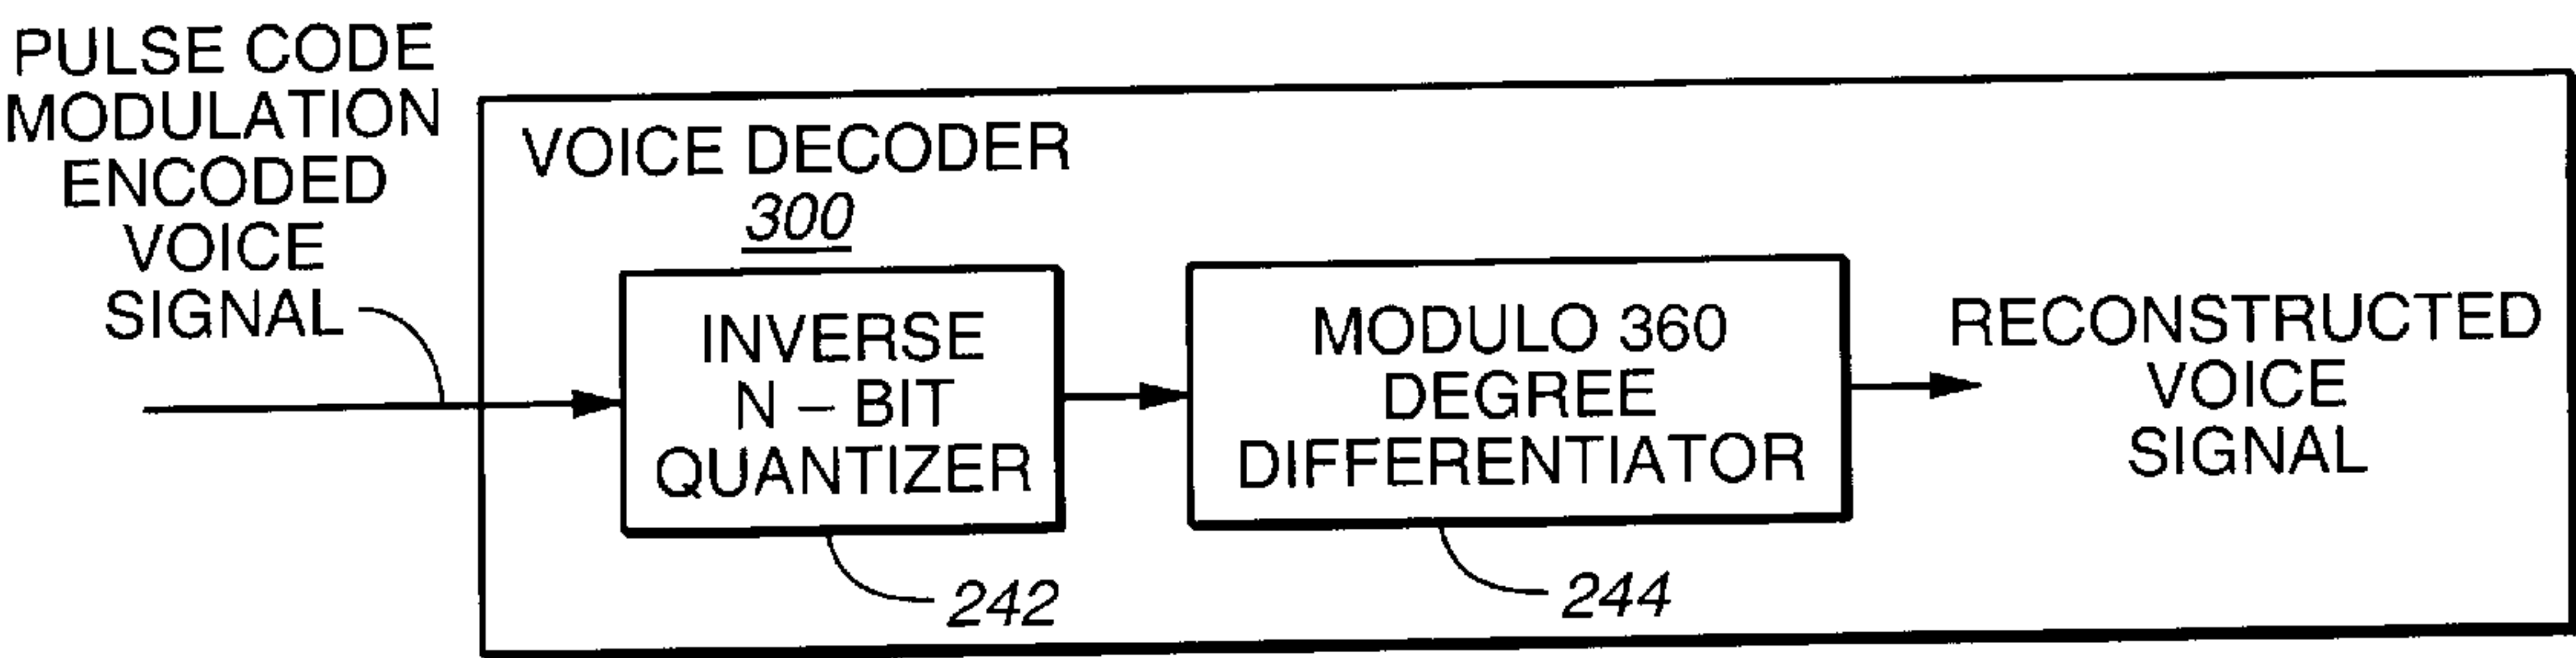 PULSE CODE
MODULATION
ENCODED
VOICE
SIGNAL
VOICE DECODER
300
INVERSE
N – BIT
QUANTIZER
242
MODULO 360
DEGREE
DIFFERENTIATOR
244
RECONSTRUCTED
VOICE
SIGNAL